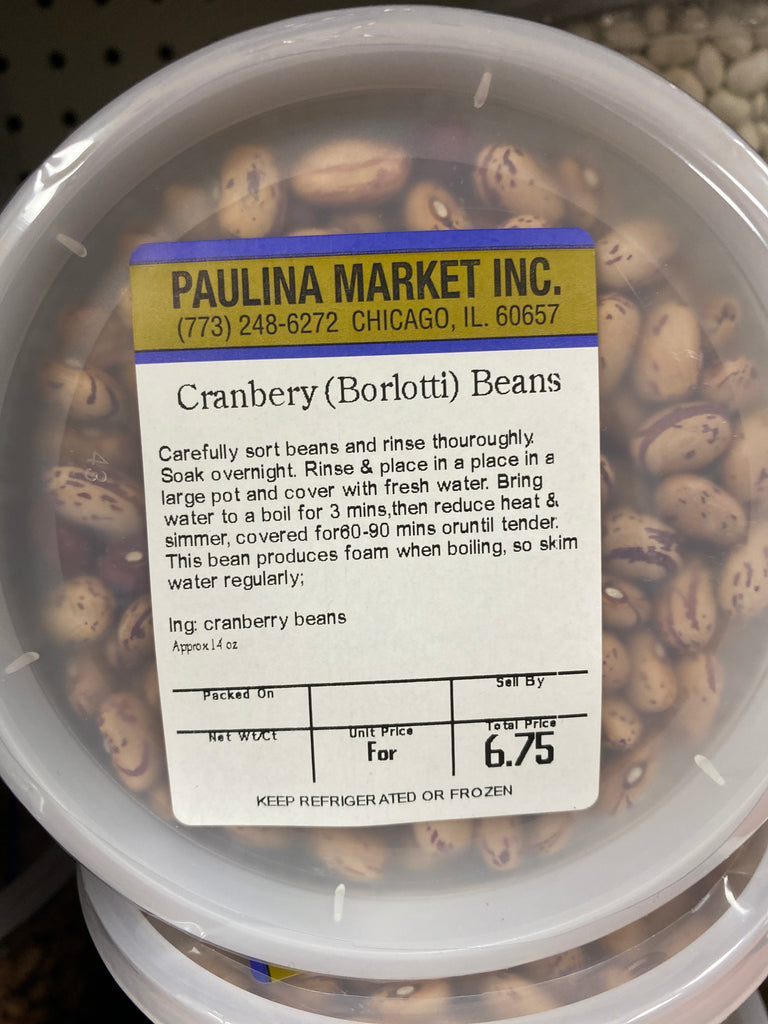 PAULINA MARKET INC.
(773) 248-6272 CHICAGO, IL. 60657
Cranbery (Borlotti) Beans
Carefully sort beans and rinse thouroughly.
Soak overnight. Rinse & place in a place in a
large pot and cover with fresh water. Bring
water to a boil for 3 mins,then reduce heat &
simmer, covered for60-90 mins oruntil tender.
This bean produces foam when boiling, so skim
water regularly;
Ing: cranberry beans
Approx14 oz
Packed On
Sell By
Net Wt/Ct
Unit Price
Total Price
For
6.75
KEEP REFRIGERATED OR FROZEN
43